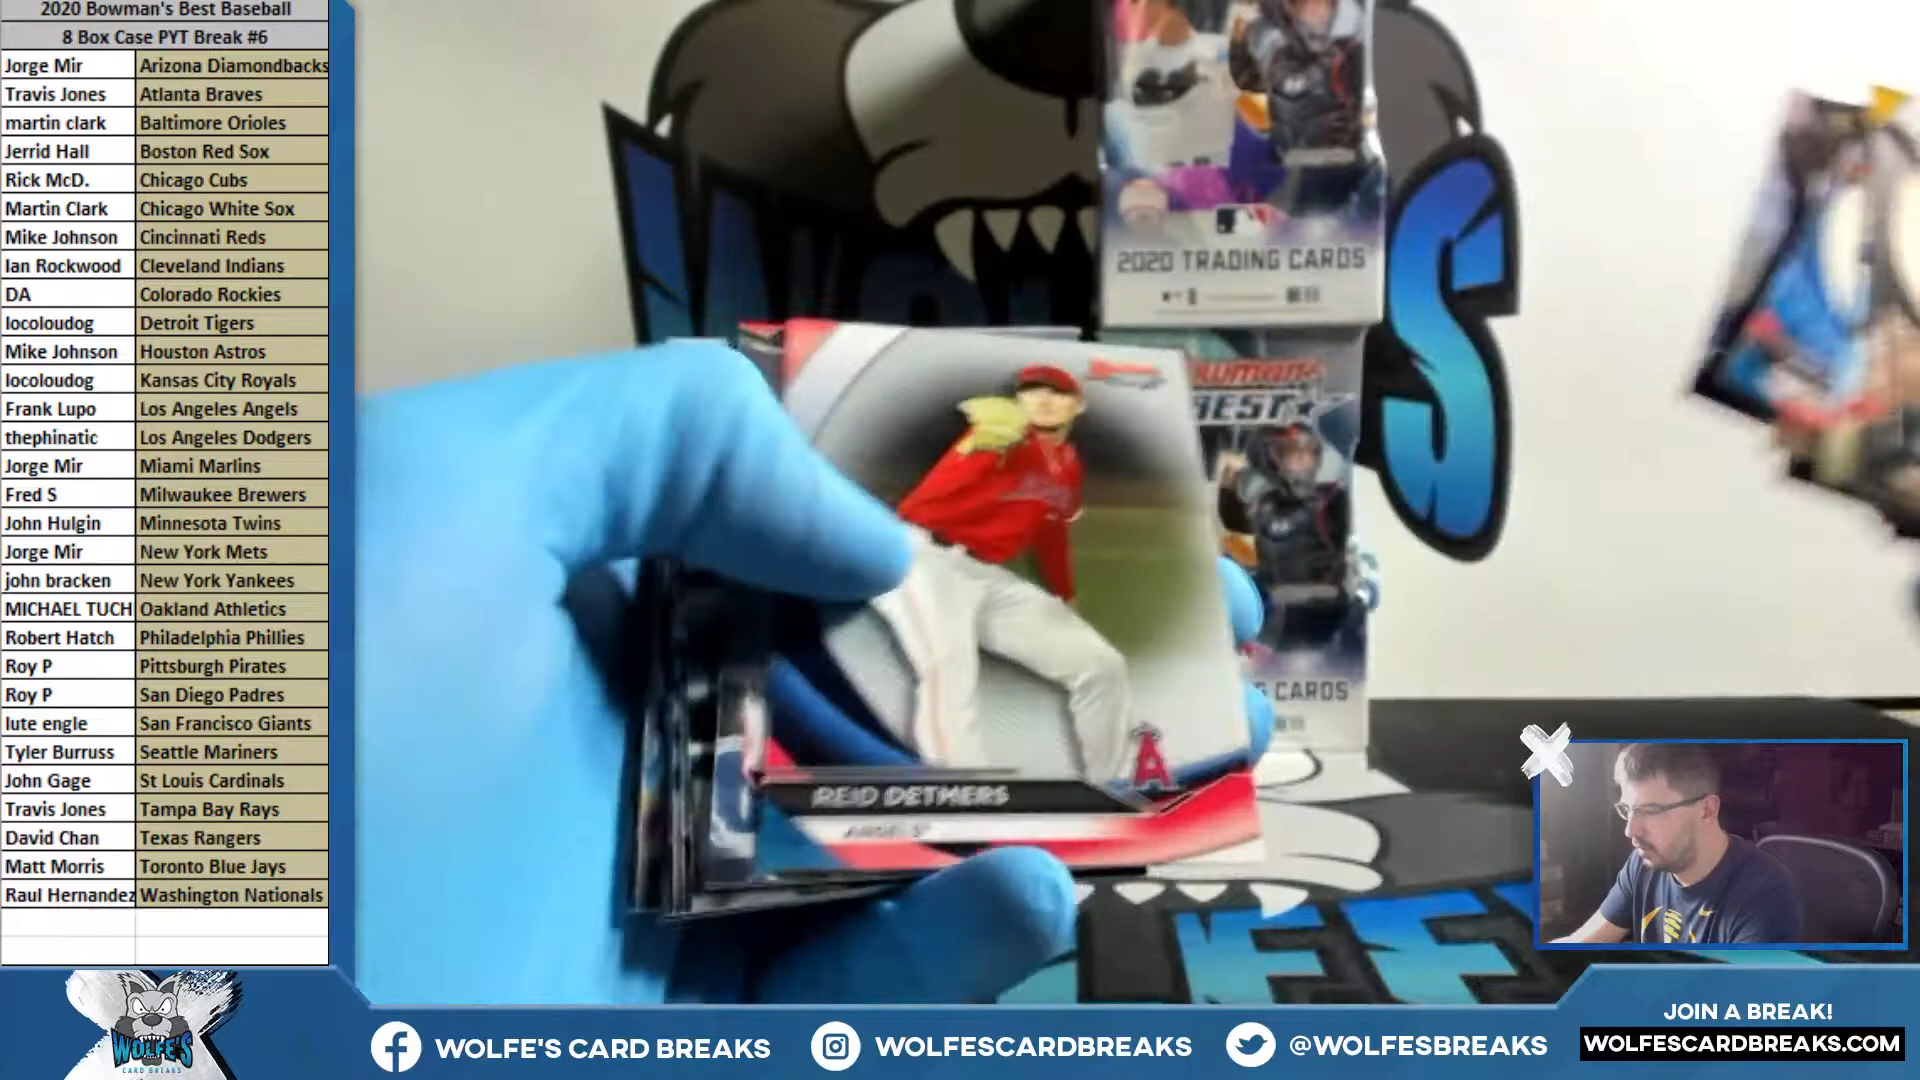 2020 Bowman's Best Baseball
8 Box Case PYT Break #6
Jorge Mir Arizona Diamondbacks
Travis Jones Atlanta Braves
martin clark Baltimore Orioles
Jerrid Hall Boston Red Sox
Rick McD. Chicago Cubs
Martin Clark Chicago White Sox
Mike Johnson Cincinnati Reds
Ian Rockwood Cleveland Indians
DA Colorado Rockies
locoloudog Detroit Tigers
Mike Johnson Houston Astros
locoloudog Kansas City Royals
Frank Lupo Los Angeles Angels
thephinatic Los Angeles Dodgers
Jorge Mir Miami Marlins
Fred S Milwaukee Brewers
John Hulgin Minnesota Twins
Jorge Mir New York Mets
john bracken New York Yankees
MICHAEL TUCH Oakland Athletics
Robert Hatch Philadelphia Phillies
Roy P Pittsburgh Pirates
Roy P San Diego Padres
lute engle San Francisco Giants
Tyler Burruss Seattle Mariners
John Gage St Louis Cardinals
Travis Jones Tampa Bay Rays
David Chan Texas Rangers
Matt Morris Toronto Blue Jays
Raul Hernandez Washington Nationals
2020 TRADING CARDS
BEST
CARDS
REID DETMERS
ANGELS
A
S
WOLFE'S
CARD BREAKS
WOLFE'S CARD BREAKS
WOLFESCARDBREAKS
@WOLFESBREAKS
JOIN A BREAK!
WOLFESCARDBREAKS.COM